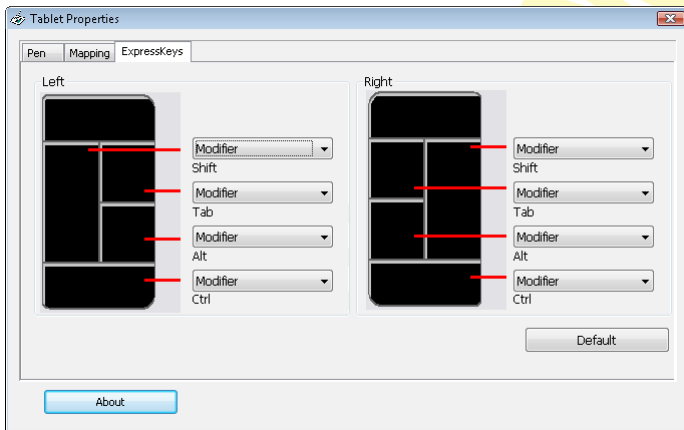 Tablet Properties
Pen Mapping ExpressKeys
Left
Modifier
Shift
Modifier
Tab
Modifier
Alt
Modifier
Ctrl
Right
Modifier
Shift
Modifier
Tab
Modifier
Alt
Modifier
Ctrl
Default
About